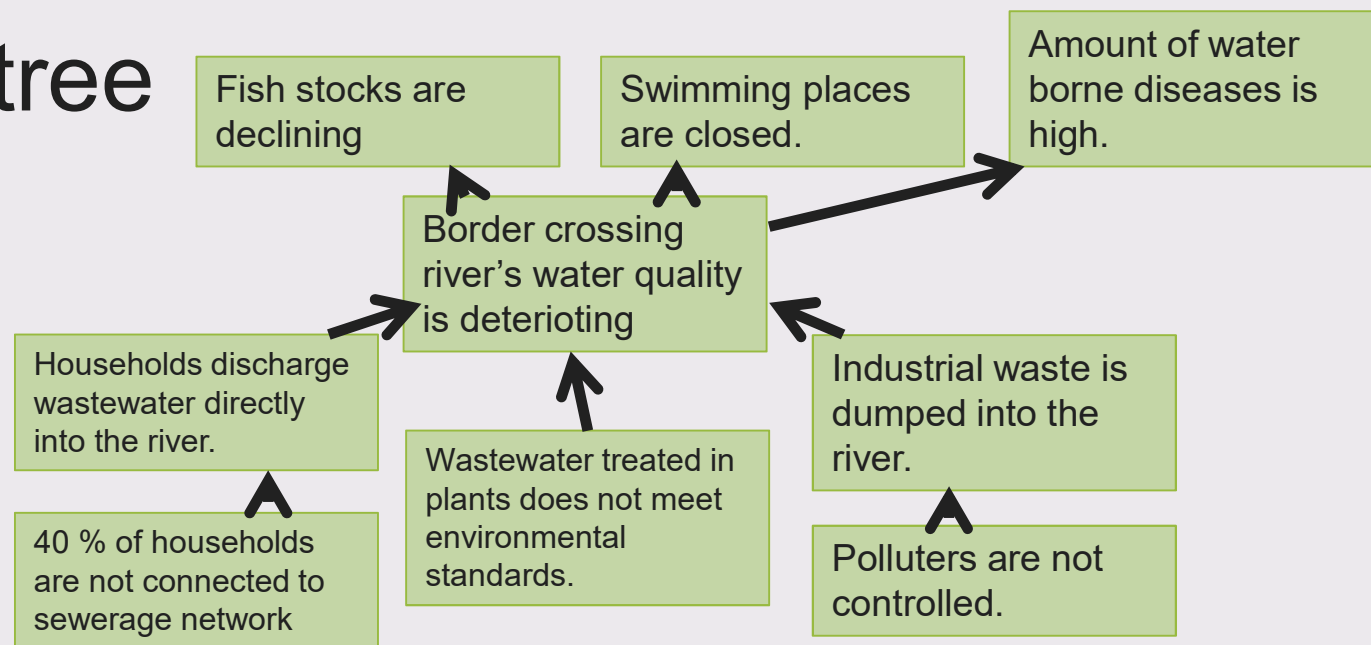 tree
Fish stocks are
declining
Swimming places
are closed.
Amount of water
borne diseases is
high.
Border crossing
river’s water quality
is deterioting
Households discharge
wastewater directly
into the river.
Wastewater treated in
plants does not meet
environmental
standards.
Industrial waste is
dumped into the
river.
40 % of households
are not connected to
sewerage network
Polluters are not
controlled.